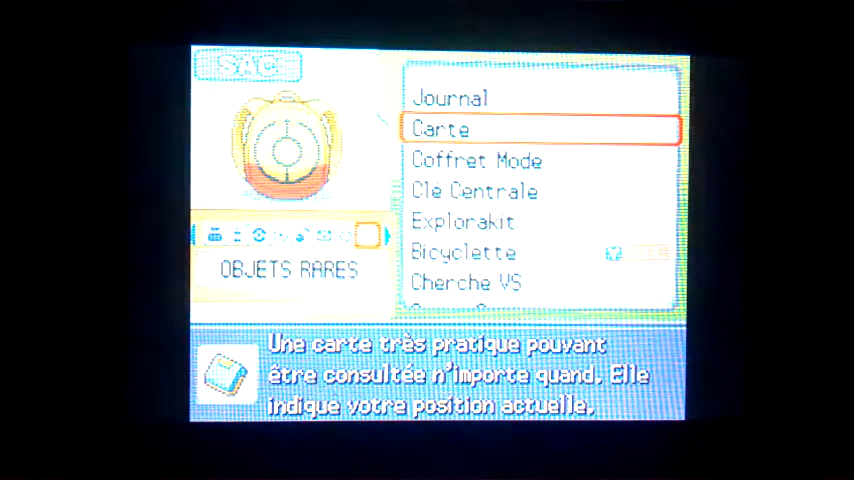 SAC
Journal
Carte
Coffret Mode
Clé Centrale
Explorakit
Bicyclette
Cherche VS
OBJETS RARES
Une carte très pratique pouvant
être consultée n'importe quand. Elle
indique votre position actuelle.